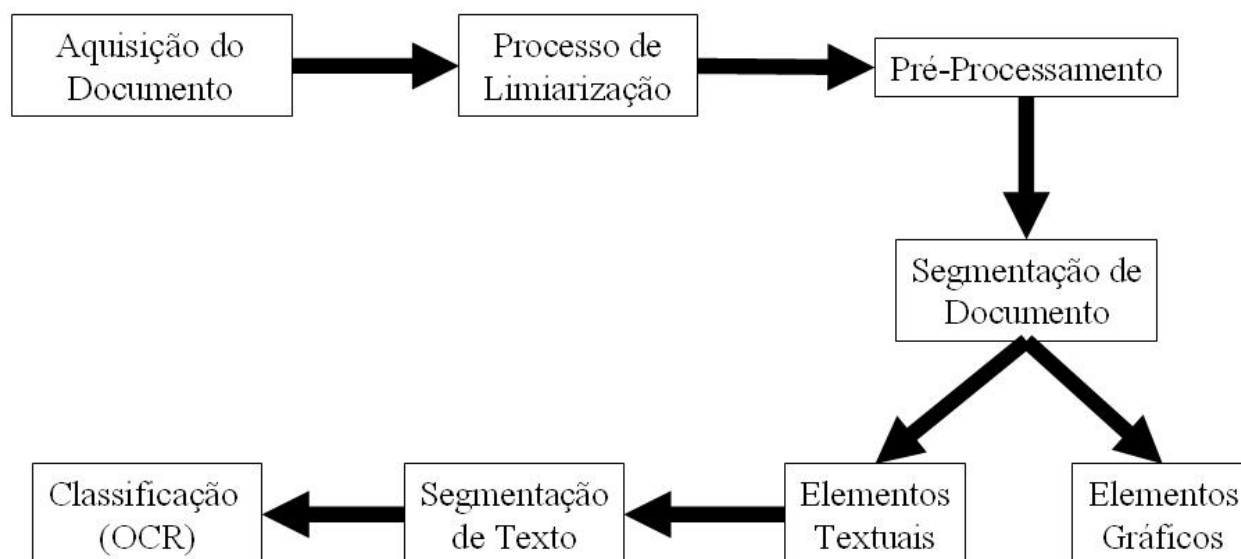 Aquisição do
Documento
Processo de
Limiarização
Pré-Processamento
Segmentação de
Documento
Elementos
Textuais
Elementos
Gráficos
Segmentação
de Texto
Classificação
(OCR)